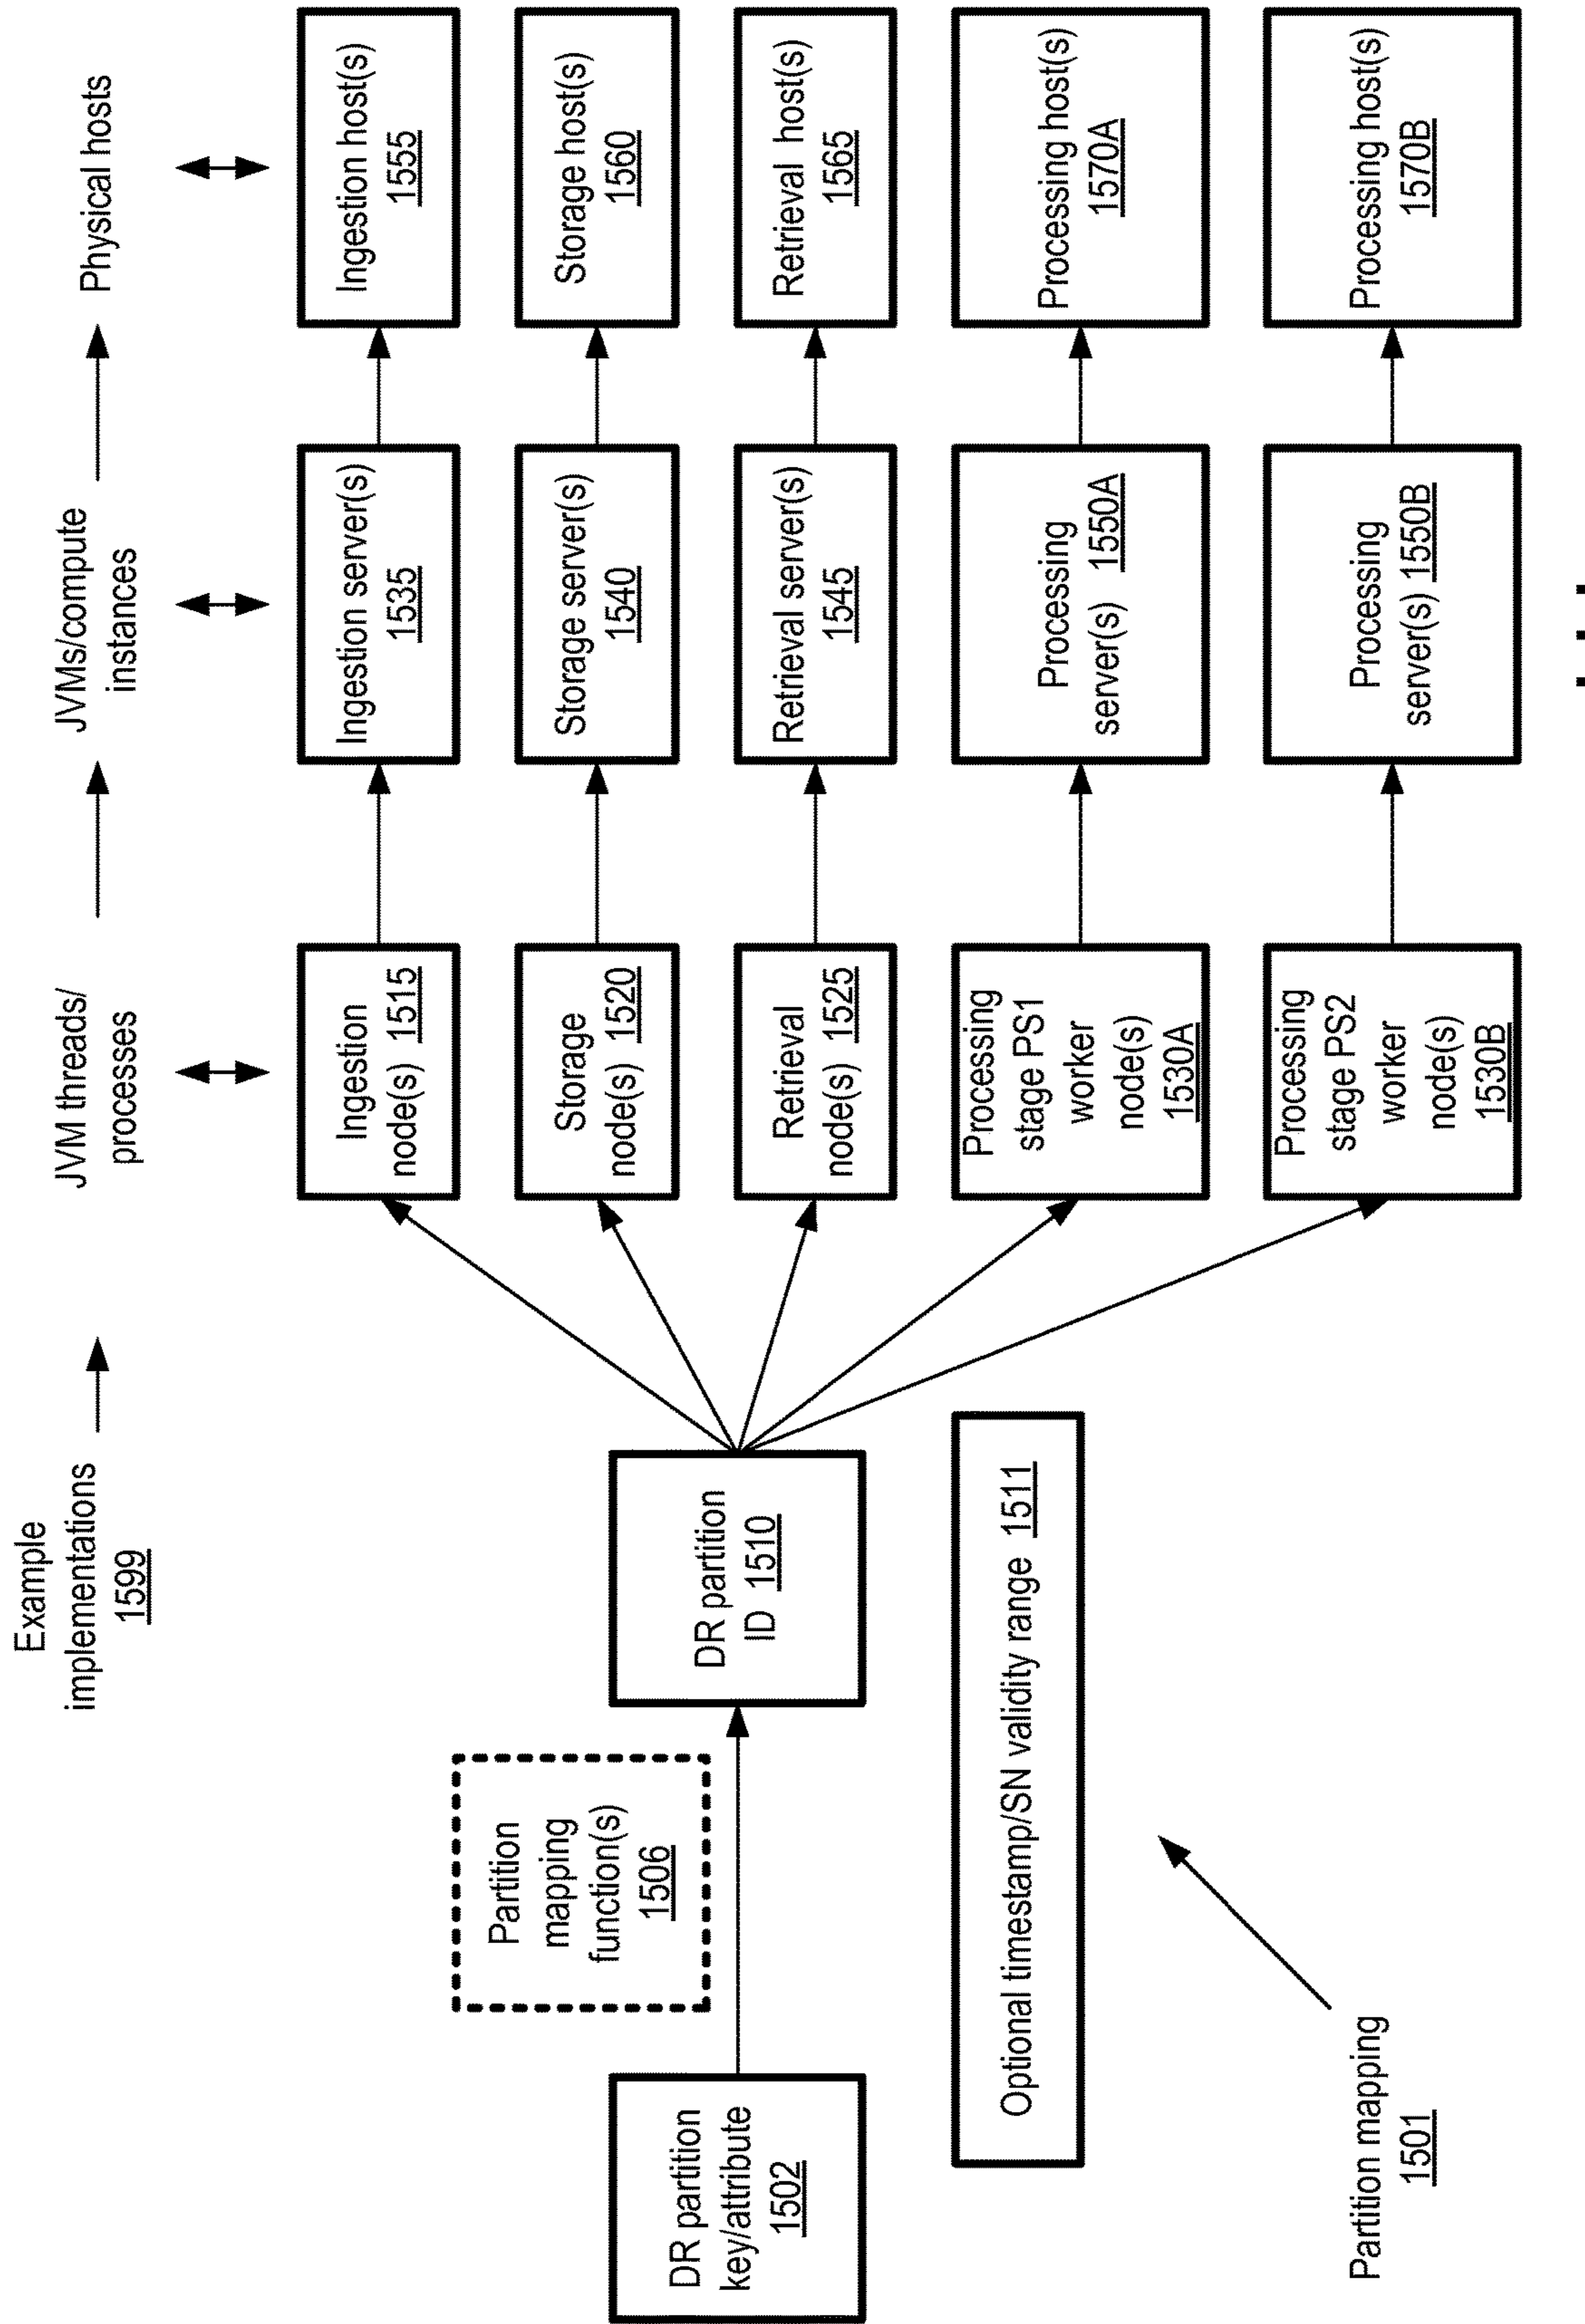 Example
implementations
1599
JVM threads/
processes
JVMs/compute
instances
Physical hosts
DR partition
key/attribute
1502
Partition
mapping
function(s)
1506
DR partition
ID 1510
Ingestion
node(s) 1515
Ingestion server(s)
1535
Ingestion host(s)
1555
Storage
node(s) 1520
Storage server(s)
1540
Storage host(s)
1560
Retrieval
node(s) 1525
Retrieval server(s)
1545
Retrieval host(s)
1565
Processing
stage PS1
worker
node(s)
1530A
Processing
server(s) 1550A
Processing host(s)
1570A
Processing
stage PS2
worker
node(s)
1530B
Processing
server(s) 1550B
Processing host(s)
1570B
Optional timestamp/SN validity range 1511
Partition mapping
1501